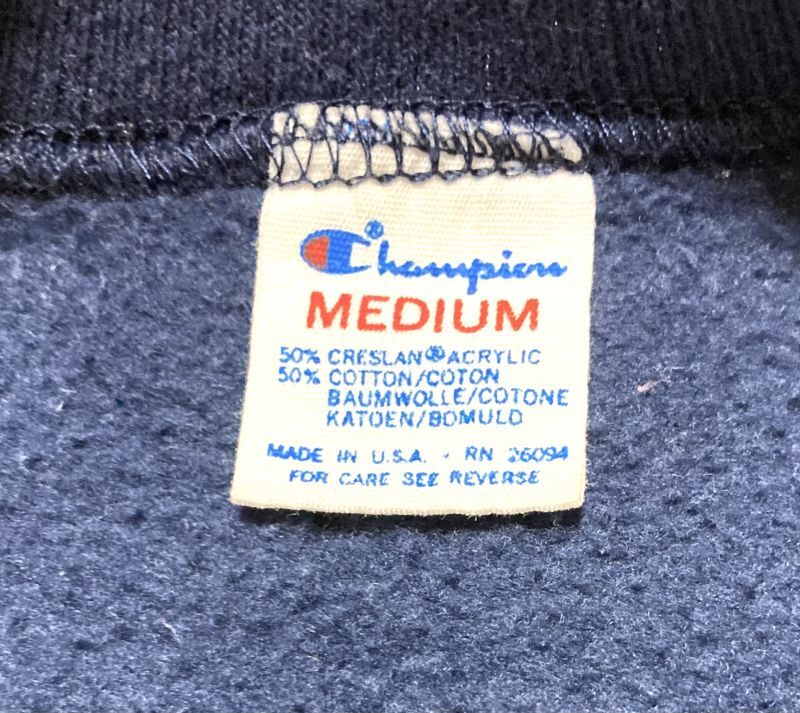 Champion®
MEDIUM
50% CRESLAN® ACRYLIC
50% COTTON/COTON
BAUMWOLLE/COTONE
KATOEN/BOMULD
MADE IN U.S.A. · RN 26094
FOR CARE SEE REVERSE